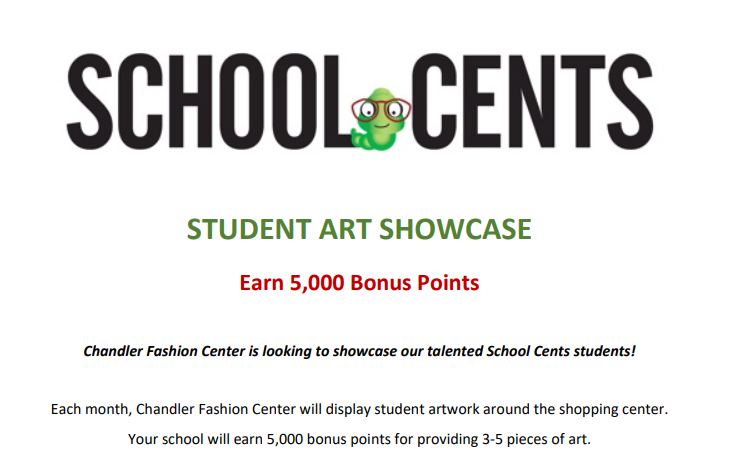 SCHOOL CENTS
STUDENT ART SHOWCASE
Earn 5,000 Bonus Points
Chandler Fashion Center is looking to showcase our talented School Cents students!
Each month, Chandler Fashion Center will display student artwork around the shopping center.
Your school will earn 5,000 bonus points for providing 3-5 pieces of art.